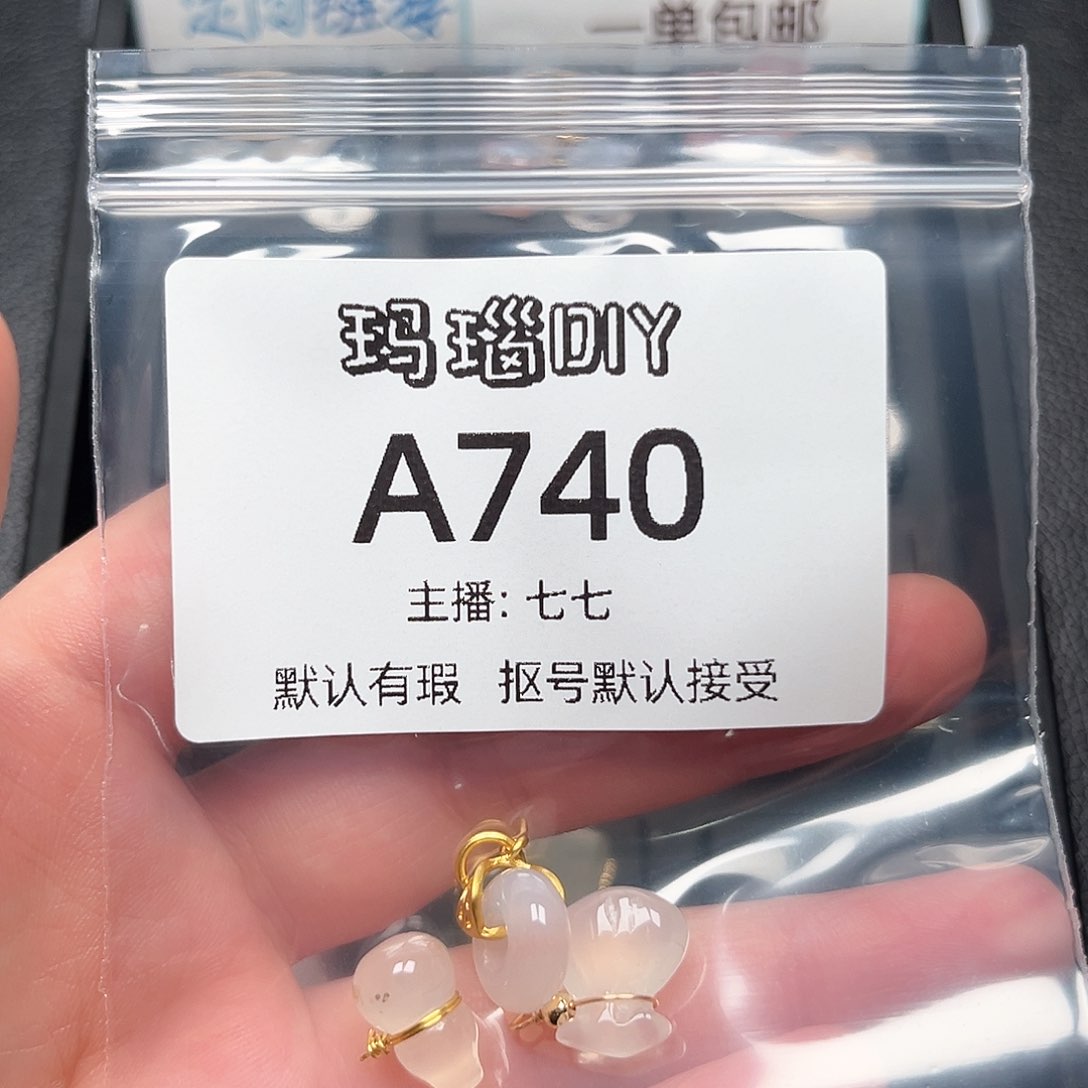 一单包邮
玛瑙DIY
A740
主播: 七七
默认有瑕 抠号默认接受